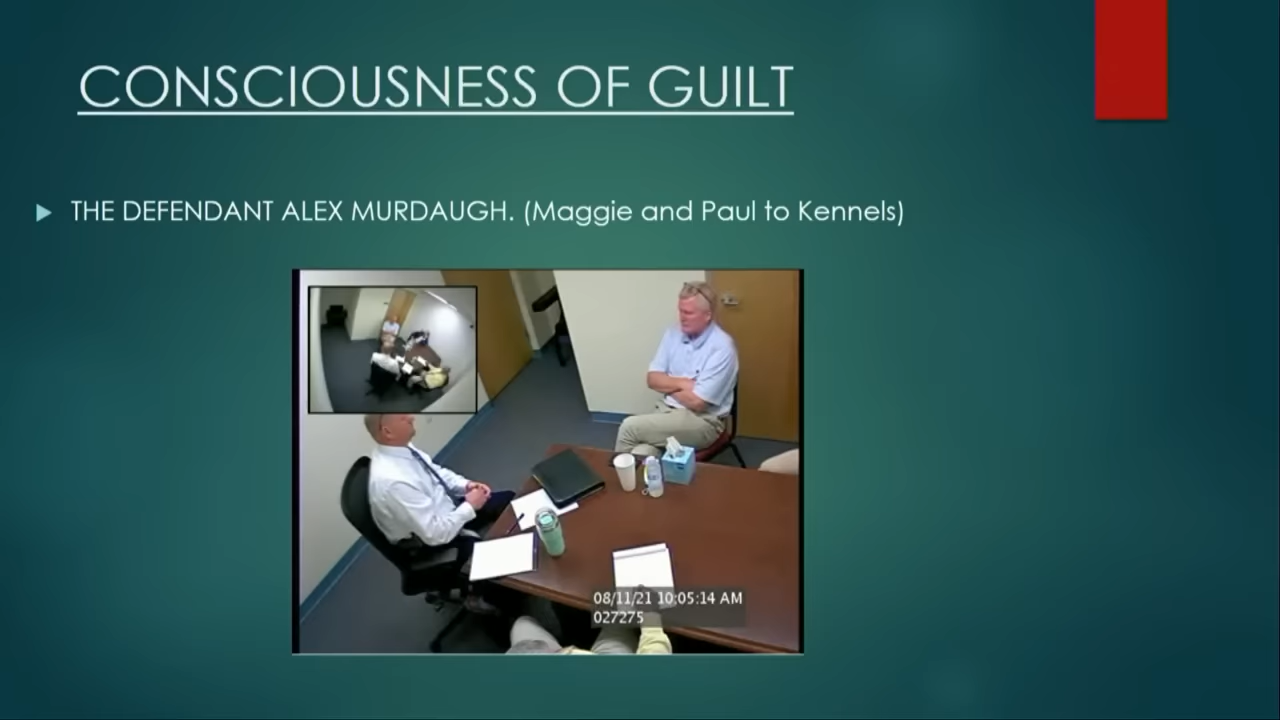 CONSCIOUSNESS OF GUILT
THE DEFENDANT ALEX MURDAUGH. (Maggie and Paul to Kennels)
08/11/21 10:05:14 AM
027275